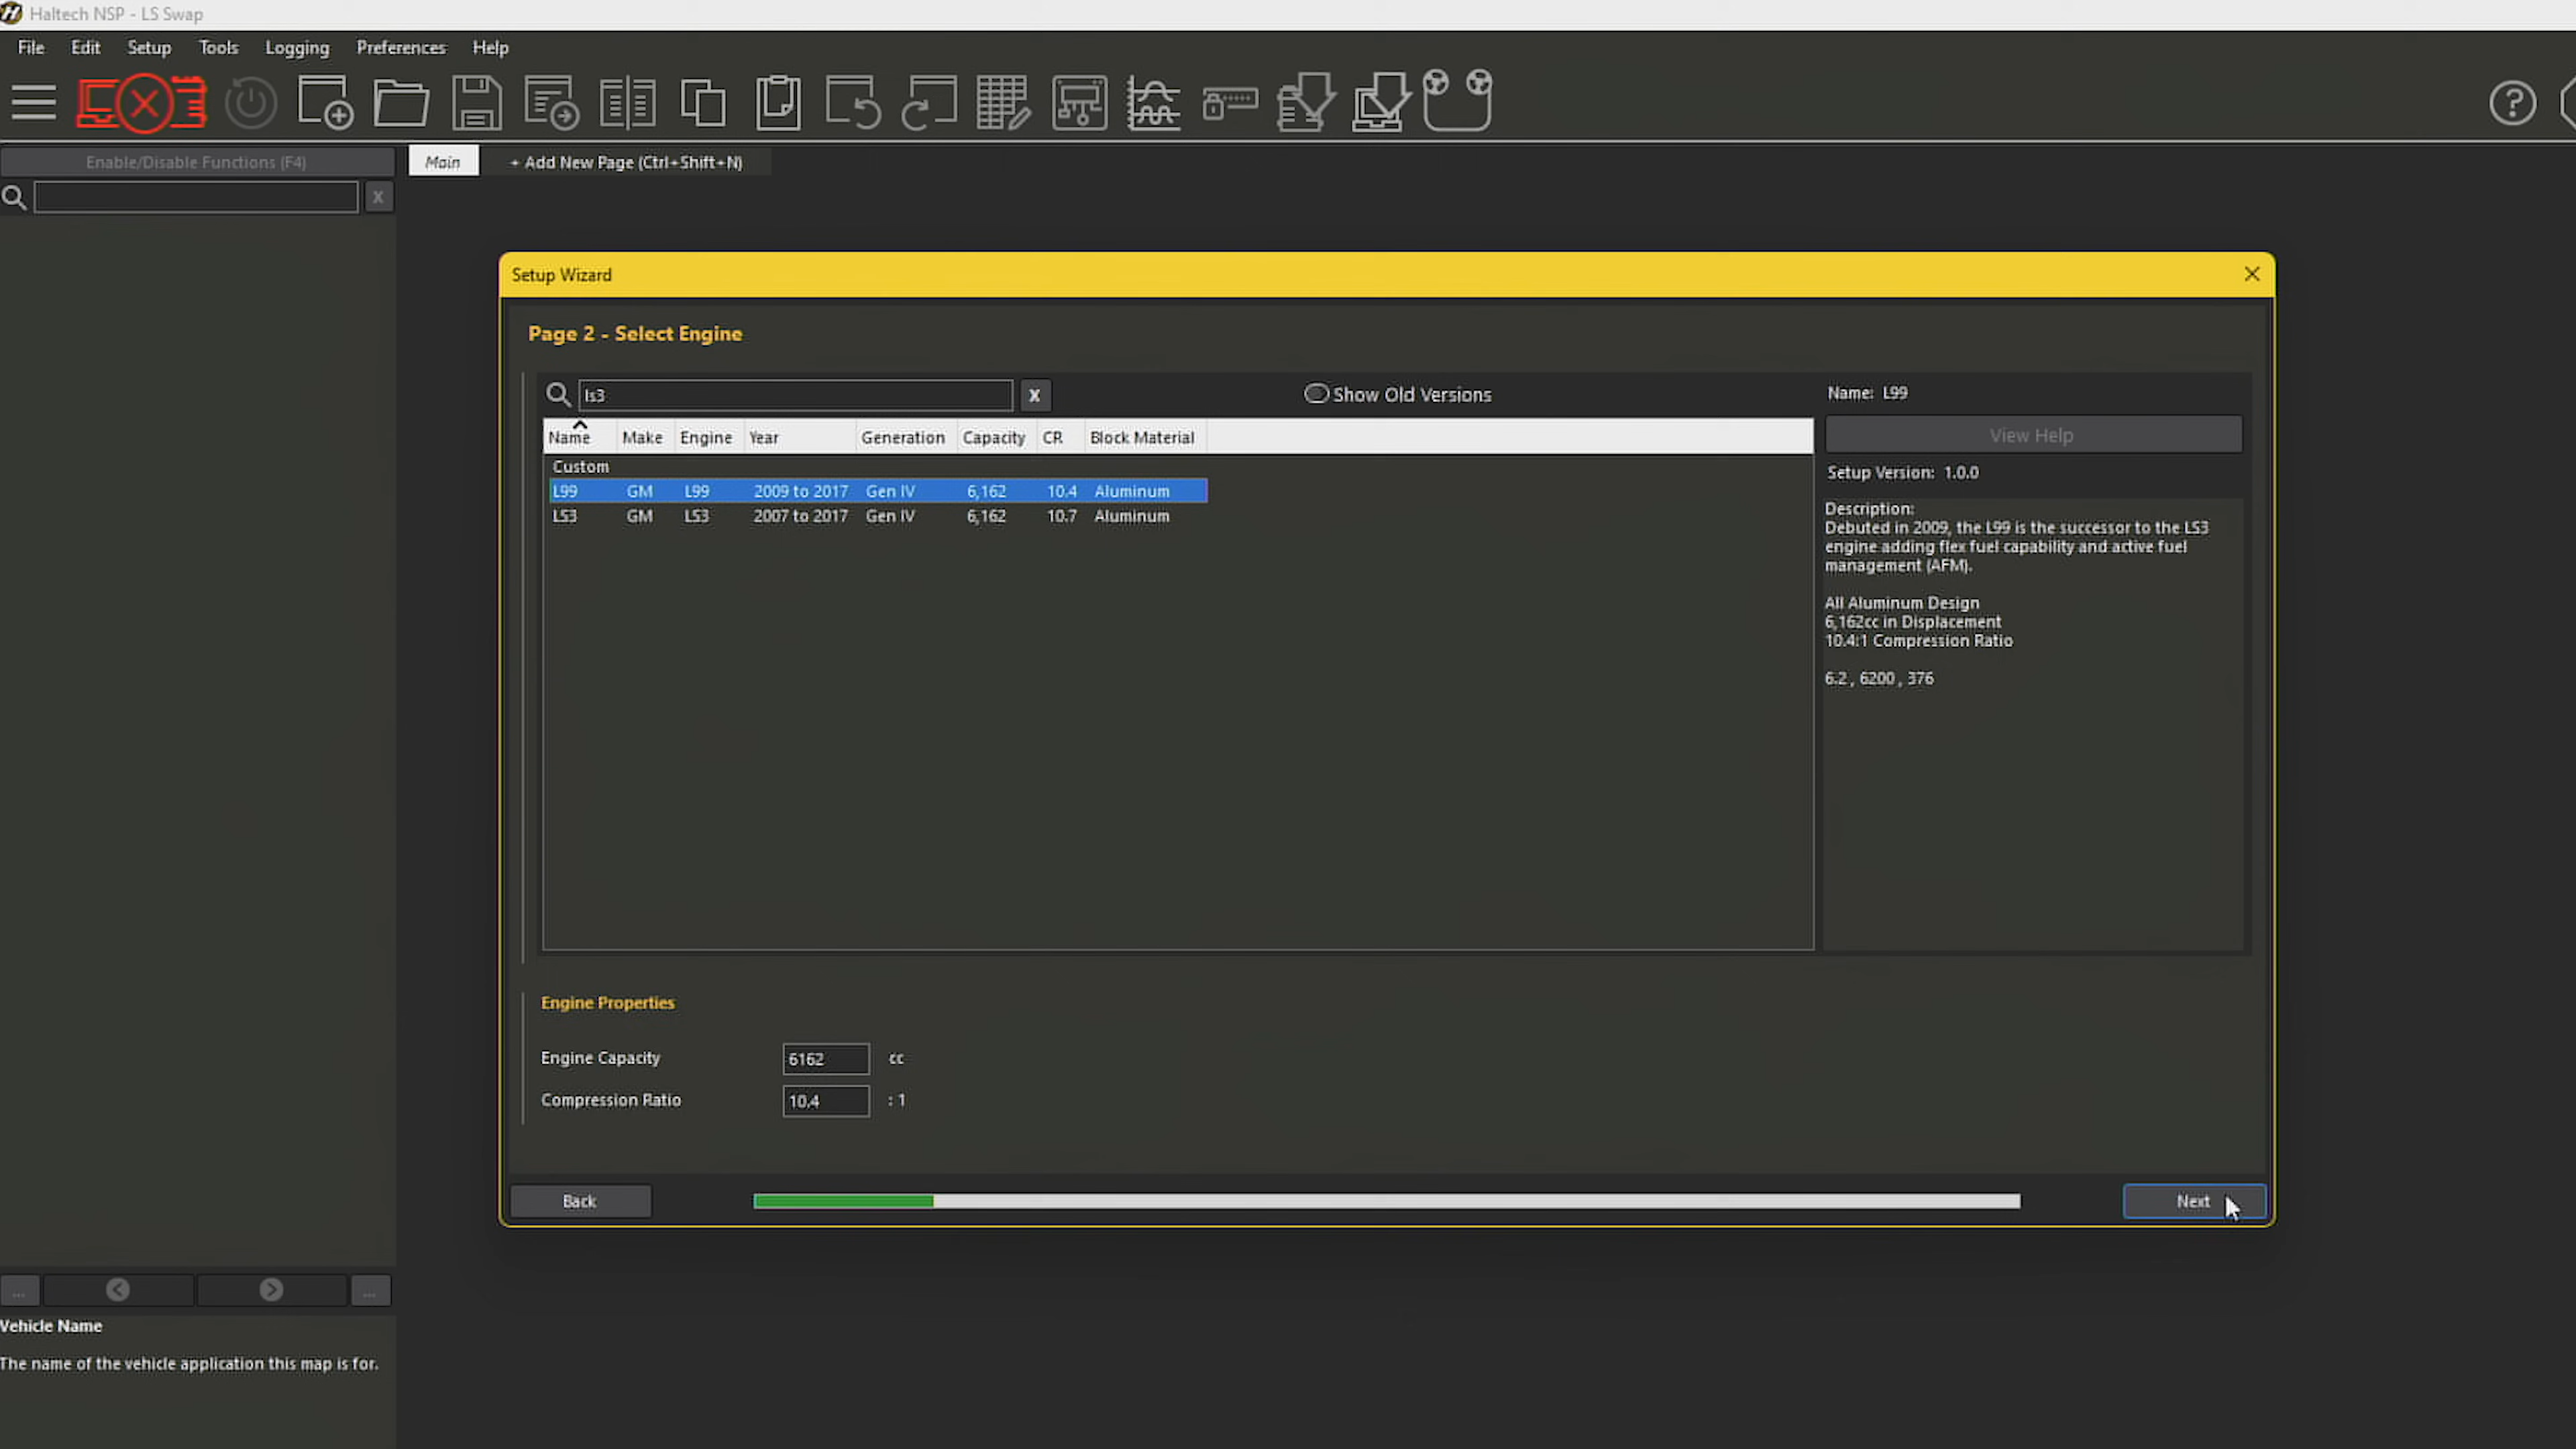 Haltech NSP - LS Swap
File Edit Setup Tools Logging Preferences Help
Enable/Disable Functions (F4)
x
Main
+ Add New Page (Ctrl+Shift+N)
Setup Wizard
Page 2 - Select Engine
ls3
x
Show Old Versions
Name Make Engine Year Generation Capacity CR Block Material
Custom
L99 GM L99 2009 to 2017 Gen IV 6,162 10.4 Aluminum
LS3 GM LS3 2007 to 2017 Gen IV 6,162 10.7 Aluminum
Name: L99
View Help
Setup Version: 1.0.0
Description:
Debuted in 2009, the L99 is the successor to the LS3
engine adding flex fuel capability and active fuel
management (AFM).
All Aluminum Design
6,162cc in Displacement
10.4:1 Compression Ratio
6.2 , 6200 , 376
Engine Properties
Engine Capacity 6162 cc
Compression Ratio 10.4 : 1
Back
Next
... ...
Vehicle Name
The name of the vehicle application this map is for.